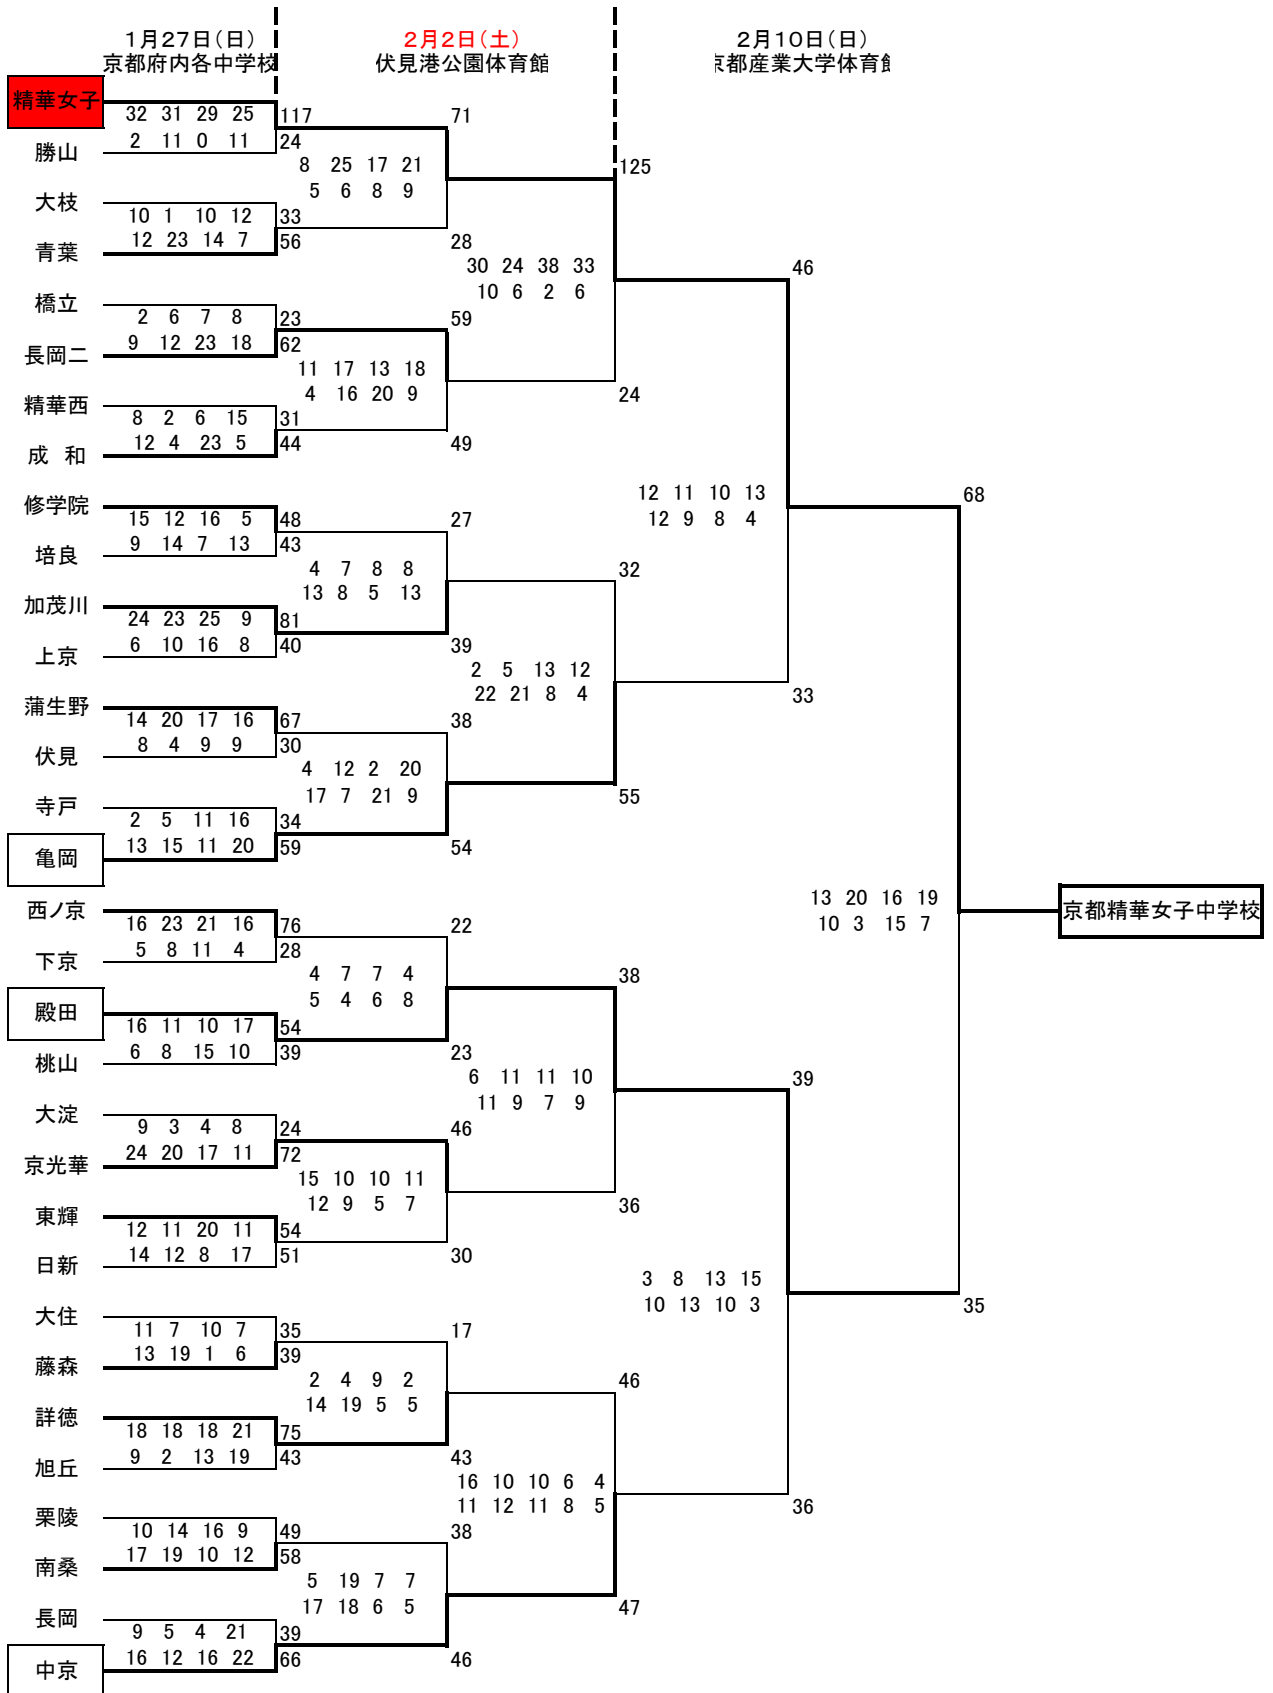 1月27日(日)
京都府内各中学校
2月2日(土)
伏見港公園体育館
2月10日(日)
京都産業大学体育館
精華女子
32 31 29 25 117
2 11 0 11 24
勝山
大枝
10 1 10 12 33
12 23 14 7 56
青葉
橋立
2 6 7 8 23
9 12 23 18 62
長岡二
精華西
8 2 6 15 31
12 4 23 5 44
成 和
修学院
15 12 16 5 48
9 14 7 13 43
培良
加茂川
24 23 25 9 81
6 10 16 8 40
上京
蒲生野
14 20 17 16 67
8 4 9 9 30
伏見
寺戸
2 5 11 16 34
13 15 11 20 59
亀岡
西ノ京
16 23 21 16 76
5 8 11 4 28
下京
殿田
16 11 10 17 54
6 8 15 10 39
桃山
大淀
9 3 4 8 24
24 20 17 11 72
京光華
東輝
12 11 20 11 54
14 12 8 17 51
日新
大住
11 7 10 7 35
13 19 1 6 39
藤森
詳徳
18 18 18 21 75
9 2 13 19 43
旭丘
栗陵
10 14 16 9 49
17 19 10 12 58
南桑
長岡
9 5 4 21 39
16 12 16 22 66
中京
71
8 25 17 21
5 6 8 9
28
59
11 17 13 18
4 16 20 9
49
27
4 7 8 8
13 8 5 13
39
38
4 12 2 20
17 7 21 9
54
22
4 7 7 4
5 4 6 8
23
46
15 10 10 11
12 9 5 7
30
17
2 4 9 2
14 19 5 5
43
38
5 19 7 7
17 18 6 5
46
125
30 24 38 33
10 6 2 6
24
32
2 5 13 12
22 21 8 4
55
38
6 11 11 10
11 9 7 9
36
46
16 10 10 6 4
11 12 11 8 5
47
46
12 11 10 13
12 9 8 4
33
39
3 8 13 15
10 13 10 3
36
68
13 20 16 19
10 3 15 7
35
京都精華女子中学校